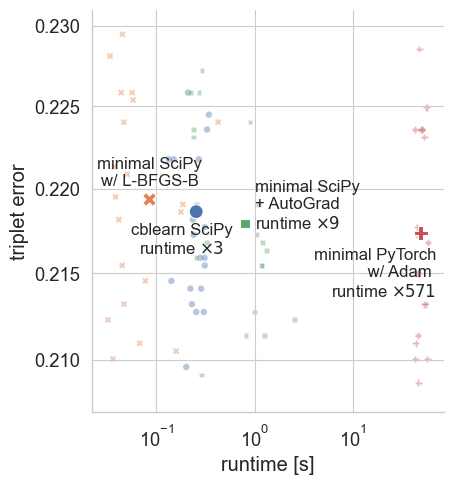 0.230
0.225
0.220
0.215
0.210
triplet error
minimal SciPy
w/ L-BFGS-B
cblearn SciPy
runtime ×3
minimal SciPy
+ AutoGrad
runtime ×9
minimal PyTorch
w/ Adam
runtime ×571
10⁻¹ 10⁰ 10¹
runtime [s]